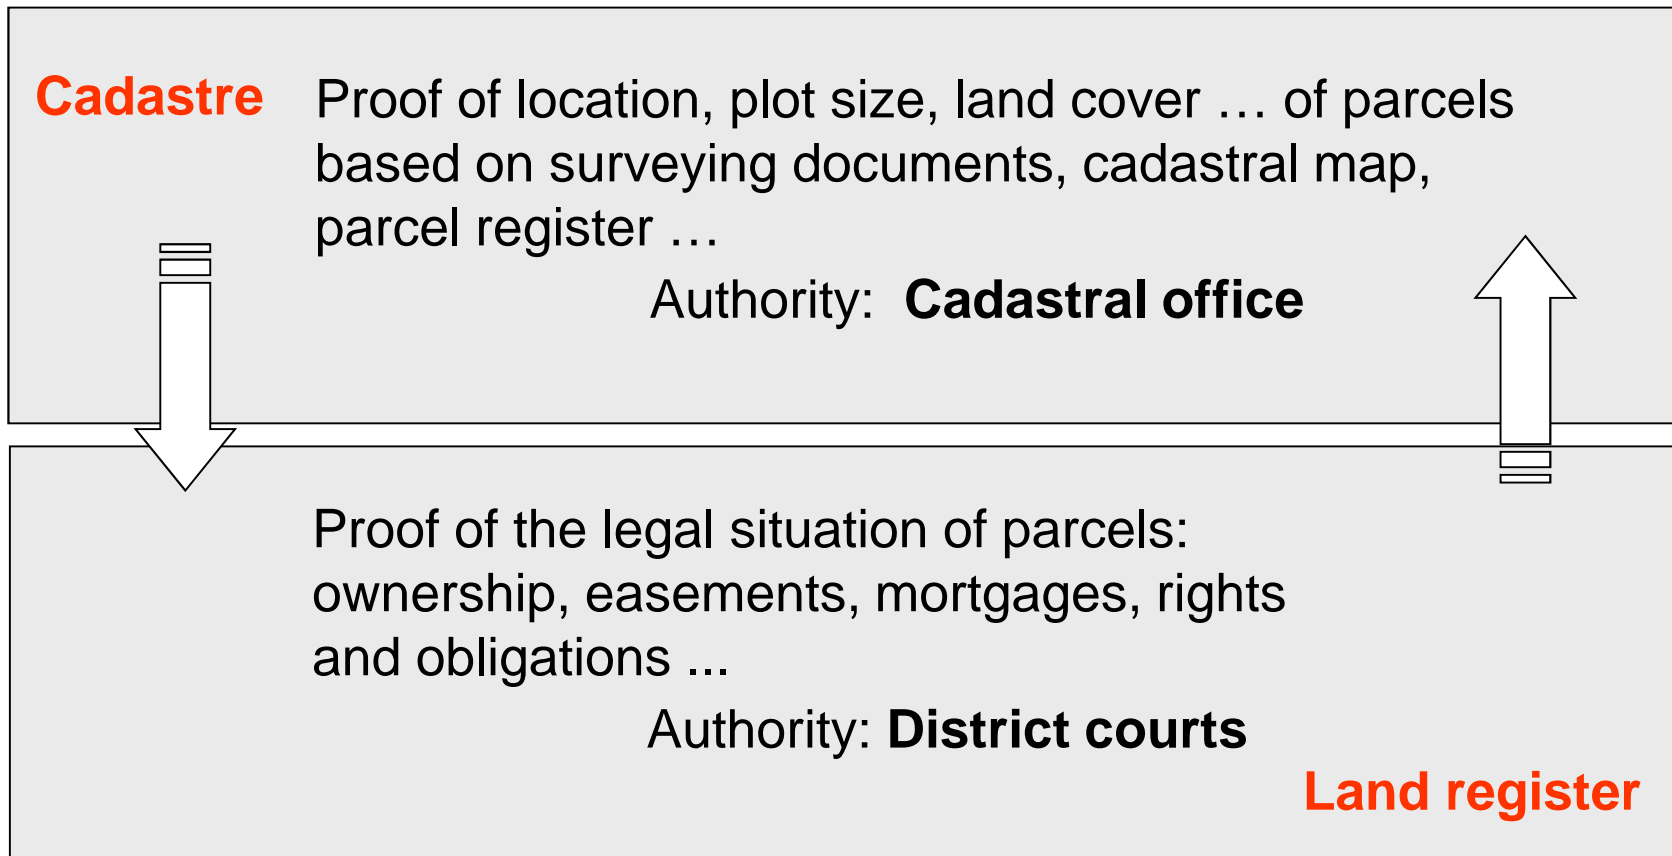 Cadastre Proof of location, plot size, land cover … of parcels
based on surveying documents, cadastral map,
parcel register …
Authority: Cadastral office
Proof of the legal situation of parcels:
ownership, easements, mortgages, rights
and obligations ...
Authority: District courts
Land register